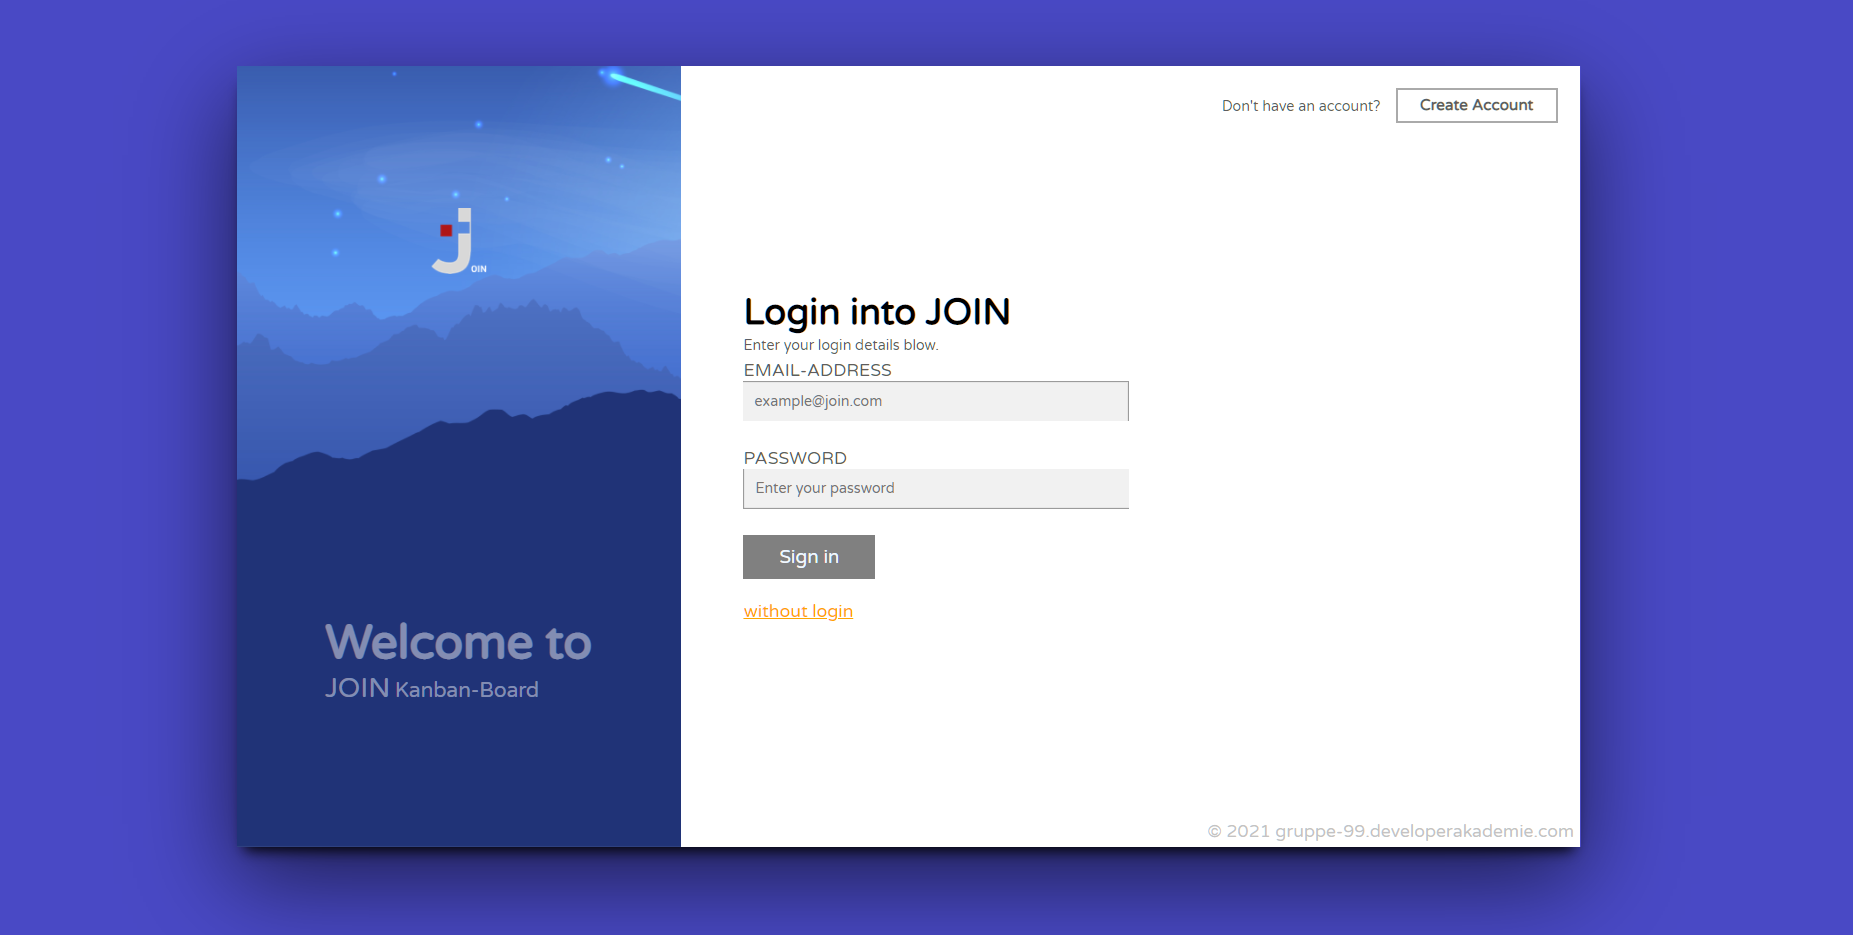 Don't have an account? Create Account
JOIN
Login into JOIN
Enter your login details blow.
EMAIL-ADDRESS
example@join.com
PASSWORD
Enter your password
Sign in
without login
Welcome to
JOIN Kanban-Board
© 2021 gruppe-99.developerakademie.com